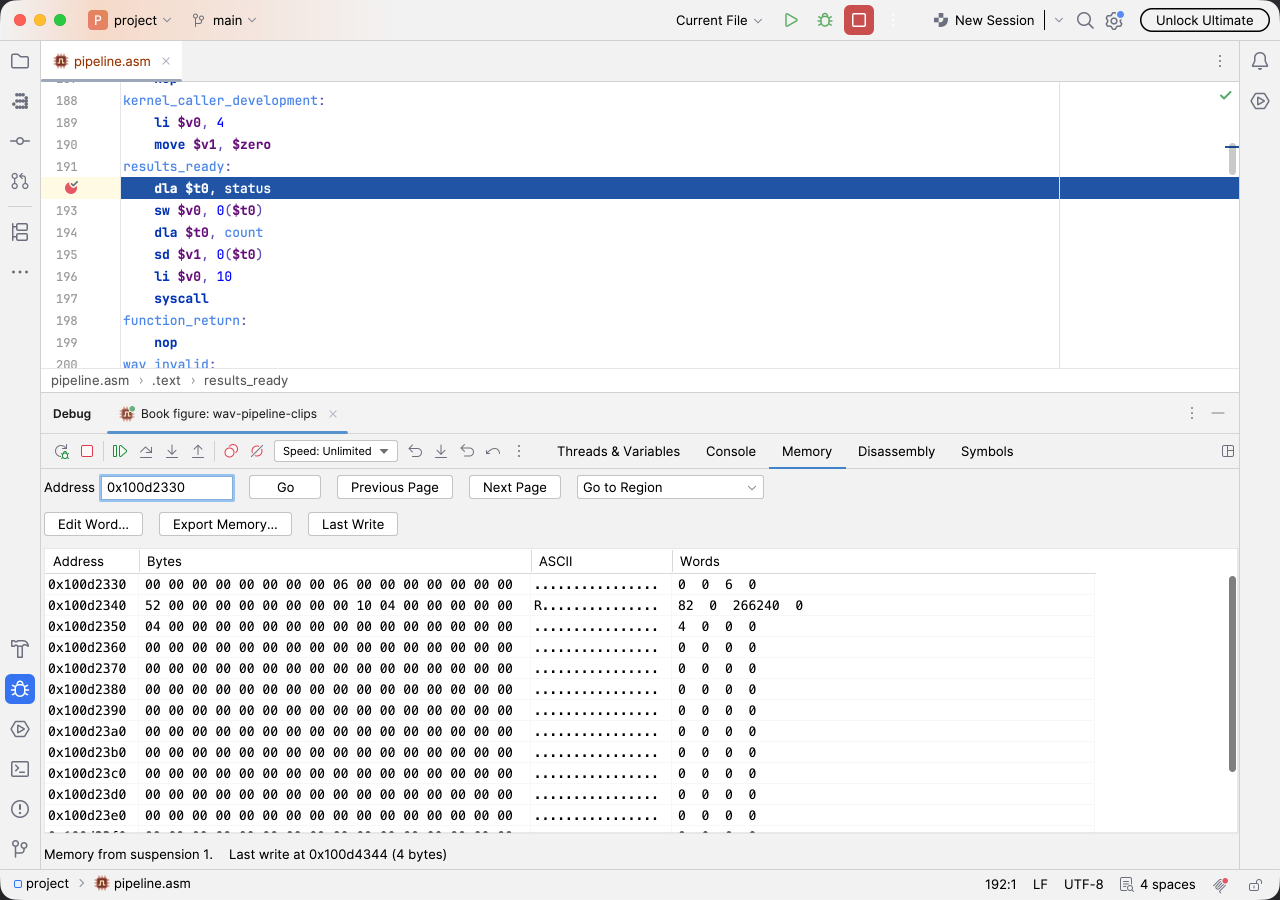 P project main Current File New Session Unlock Ultimate
pipeline.asm
nop
188 kernel_caller_development:
189 li $v0, 4
190 move $v1, $zero
191 results_ready:
dla $t0, status
193 sw $v0, 0($t0)
194 dla $t0, count
195 sd $v1, 0($t0)
196 li $v0, 10
197 syscall
198 function_return:
199 nop
200 wav_invalid:
pipeline.asm › .text › results_ready
Debug Book figure: wav-pipeline-clips
Speed: Unlimited Threads & Variables Console Memory Disassembly Symbols
Address 0x100d2330 Go Previous Page Next Page Go to Region
Edit Word... Export Memory... Last Write
Address Bytes ASCII Words
0x100d2330 00 00 00 00 00 00 00 00 06 00 00 00 00 00 00 00 ................ 0 0 6 0
0x100d2340 52 00 00 00 00 00 00 00 00 10 04 00 00 00 00 00 R............... 82 0 266240 0
0x100d2350 04 00 00 00 00 00 00 00 00 00 00 00 00 00 00 00 ................ 4 0 0 0
0x100d2360 00 00 00 00 00 00 00 00 00 00 00 00 00 00 00 00 ................ 0 0 0 0
0x100d2370 00 00 00 00 00 00 00 00 00 00 00 00 00 00 00 00 ................ 0 0 0 0
0x100d2380 00 00 00 00 00 00 00 00 00 00 00 00 00 00 00 00 ................ 0 0 0 0
0x100d2390 00 00 00 00 00 00 00 00 00 00 00 00 00 00 00 00 ................ 0 0 0 0
0x100d23a0 00 00 00 00 00 00 00 00 00 00 00 00 00 00 00 00 ................ 0 0 0 0
0x100d23b0 00 00 00 00 00 00 00 00 00 00 00 00 00 00 00 00 ................ 0 0 0 0
0x100d23c0 00 00 00 00 00 00 00 00 00 00 00 00 00 00 00 00 ................ 0 0 0 0
0x100d23d0 00 00 00 00 00 00 00 00 00 00 00 00 00 00 00 00 ................ 0 0 0 0
0x100d23e0 00 00 00 00 00 00 00 00 00 00 00 00 00 00 00 00 ................ 0 0 0 0
Memory from suspension 1. Last write at 0x100d4344 (4 bytes)
project › pipeline.asm 192:1 LF UTF-8 4 spaces